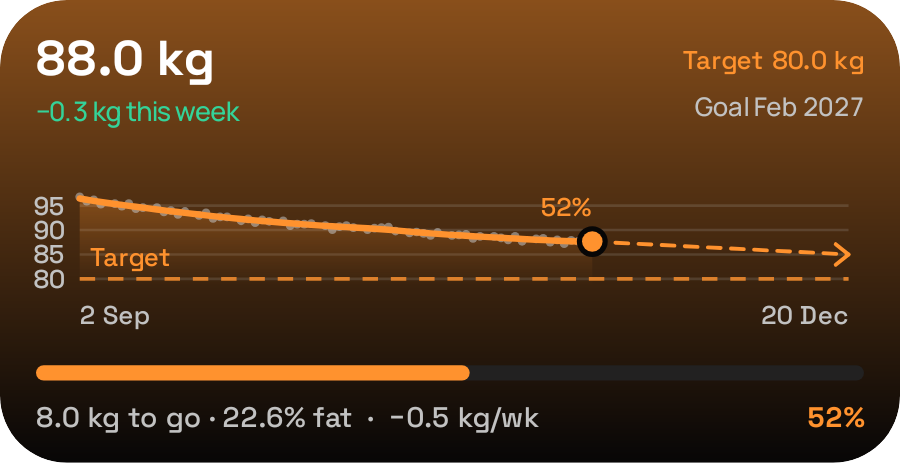 88.0 kg
Target 80.0 kg
−0.3 kg this week
Goal Feb 2027
95
52%
90
85
Target
80
2 Sep
20 Dec
8.0 kg to go · 22.6% fat · −0.5 kg/wk
52%